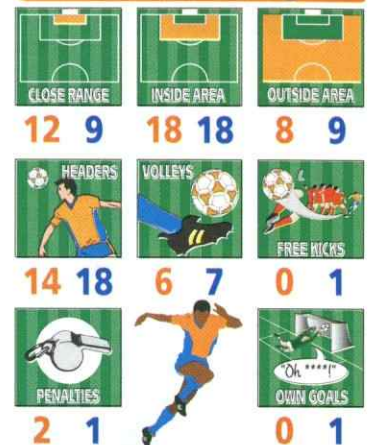 CLOSE RANGE INSIDE AREA OUTSIDE AREA
12 9 18 18 8 9
HEADERS VOLLEYS
FREE KICKS
14 18 6 7 0 1
"Oh ****!"
PENALTIES OWN GOALS
2 1 0 1